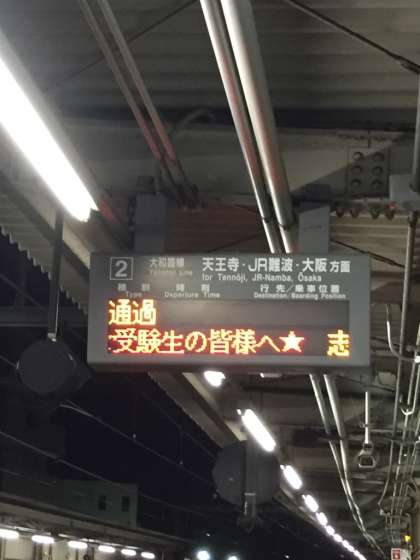 2 大和路線 天王寺・JR難波・大阪 方面
Yamatoji Line for Tennōji, JR-Namba, Ōsaka
種別 時刻 行先／乗車位置
Type Departure Time Destination/Boarding Position
通過
受験生の皆様へ★ 志